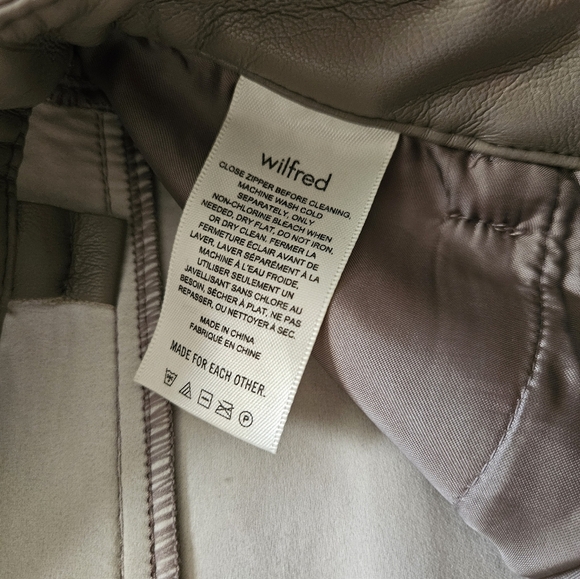 wilfred
CLOSE ZIPPER BEFORE CLEANING.
MACHINE WASH COLD
SEPARATELY, ONLY
NON-CHLORINE BLEACH WHEN
NEEDED, DRY FLAT, DO NOT IRON,
OR DRY CLEAN. FERMER LA
FERMETURE ÉCLAIR AVANT DE
LAVER, LAVER SÉPARÉMENT À LA
MACHINE À L'EAU FROIDE,
UTILISER SEULEMENT UN
JAVELLISANT SANS CHLORE AU
BESOIN, SÉCHER À PLAT, NE PAS
REPASSER, OU NETTOYER À SEC.
MADE IN CHINA
FABRIQUÉ EN CHINE
MADE FOR EACH OTHER.
P